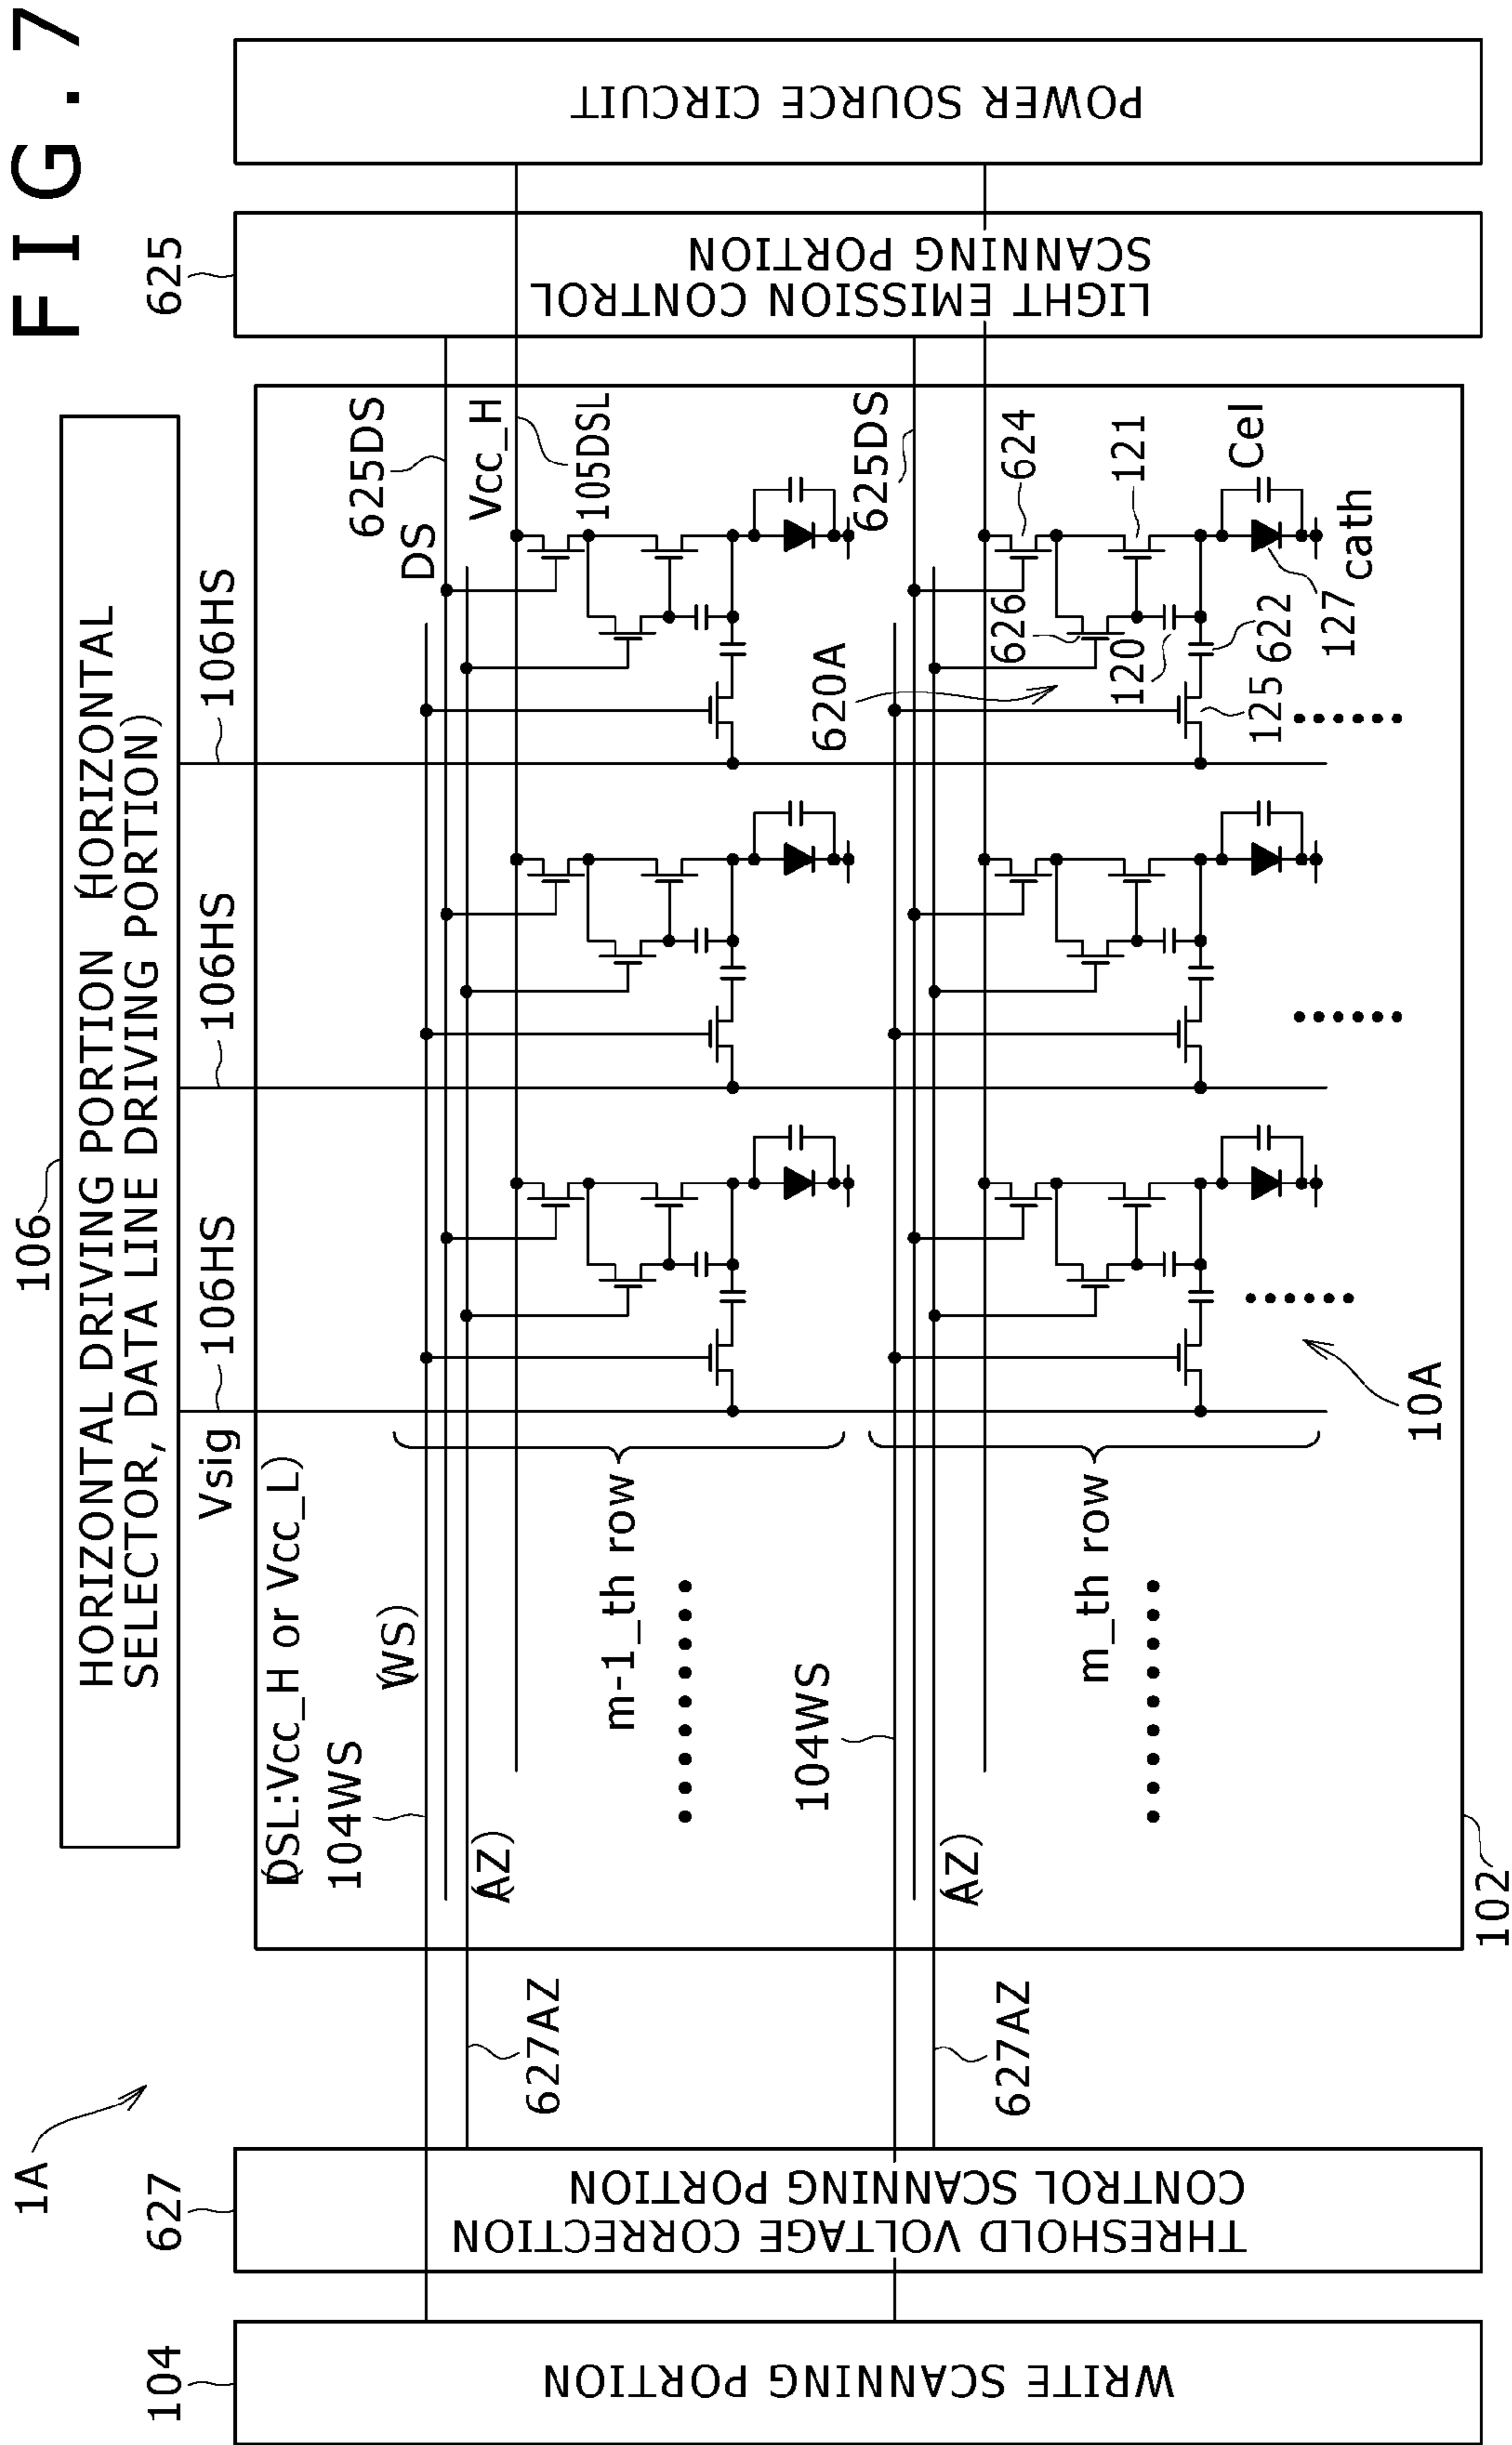 FIG.7
1A
106
HORIZONTAL DRIVING PORTION (HORIZONTAL
SELECTOR, DATA LINE DRIVING PORTION)
104
WRITE SCANNING PORTION
627
THRESHOLD VOLTAGE CORRECTION
CONTROL SCANNING PORTION
625
LIGHT EMISSION CONTROL
SCANNING PORTION
POWER SOURCE CIRCUIT
Vsig
106HS
106HS
106HS
(DSL:Vcc_H or Vcc_L)
104WS
(WS)
625DS
DS
Vcc_H
105DSL
(AZ)
627AZ
m-1_th row
104WS
620A
625DS
(AZ)
627AZ
m_th row
626
624
120
121
125
622
127
Cel
cath
10A
102